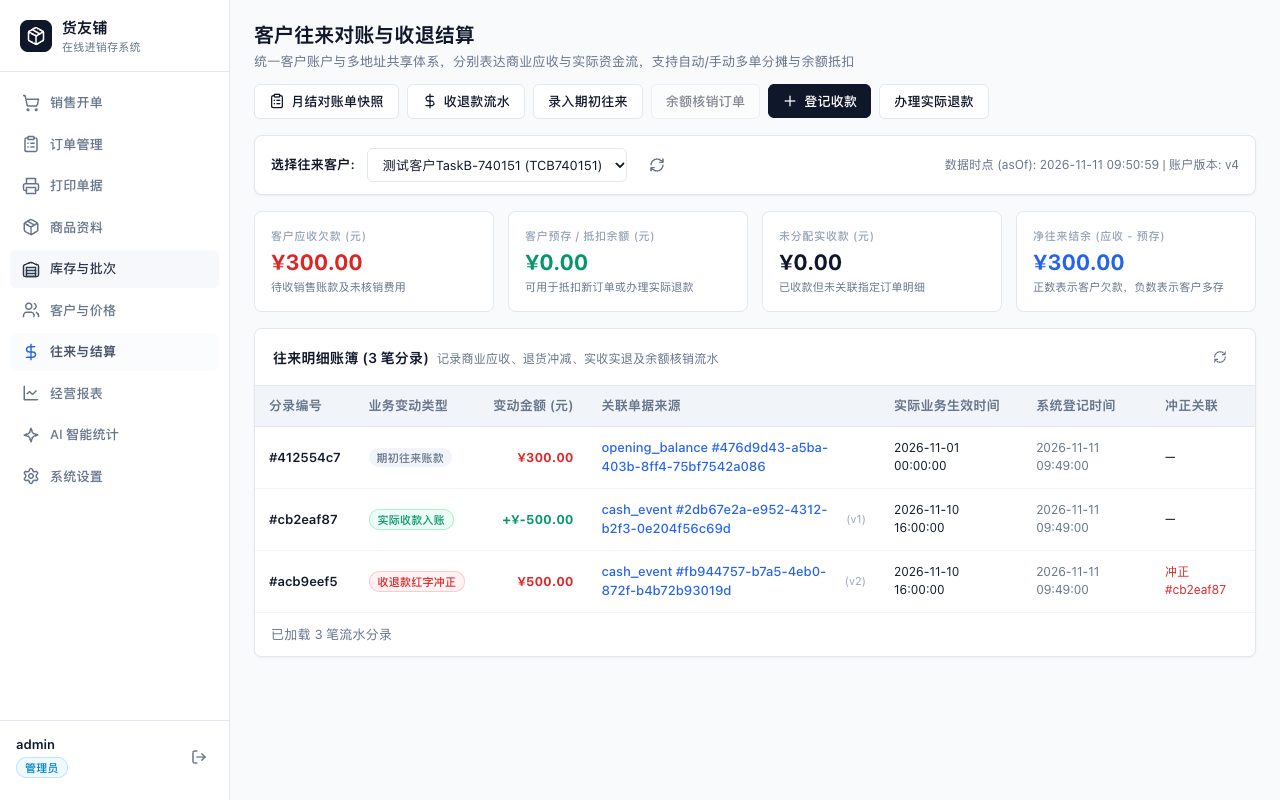 货友铺
在线进销存系统
销售开单
订单管理
打印单据
商品资料
库存与批次
客户与价格
往来与结算
经营报表
AI 智能统计
系统设置
admin
管理员
客户往来对账与收退结算
统一客户账户与多地址共享体系，分别表达商业应收与实际资金流，支持自动/手动多单分摊与余额抵扣
月结对账单快照
收退款流水
录入期初往来
余额核销订单
登记收款
办理实际退款
选择往来客户:
测试客户TaskB-740151 (TCB740151)
数据时点 (asOf): 2026-11-11 09:50:59 | 账户版本: v4
客户应收欠款 (元)
¥300.00
待收销售账款及未核销费用
客户预存 / 抵扣余额 (元)
¥0.00
可用于抵扣新订单或办理实际退款
未分配实收款 (元)
¥0.00
已收款但未关联指定订单明细
净往来结余 (应收 - 预存)
¥300.00
正数表示客户欠款，负数表示客户多存
往来明细账簿 (3 笔分录) 记录商业应收、退货冲减、实收实退及余额核销流水
分录编号 业务变动类型 变动金额 (元) 关联单据来源 实际业务生效时间 系统登记时间 冲正关联
#412554c7 期初往来账款 ¥300.00
opening_balance #476d9d43-a5ba-
403b-8ff4-75bf7542a086
2026-11-01
00:00:00
2026-11-11
09:49:00
—
#cb2eaf87 实际收款入账 +¥-500.00
cash_event #2db67e2a-e952-4312-
b2f3-0e204f56c69d
(v1)
2026-11-10
16:00:00
2026-11-11
09:49:00
—
#acb9eef5 收退款红字冲正 ¥500.00
cash_event #fb944757-b7a5-4eb0-
872f-b4b72b93019d
(v2)
2026-11-10
16:00:00
2026-11-11
09:49:00
冲正
#cb2eaf87
已加载 3 笔流水分录